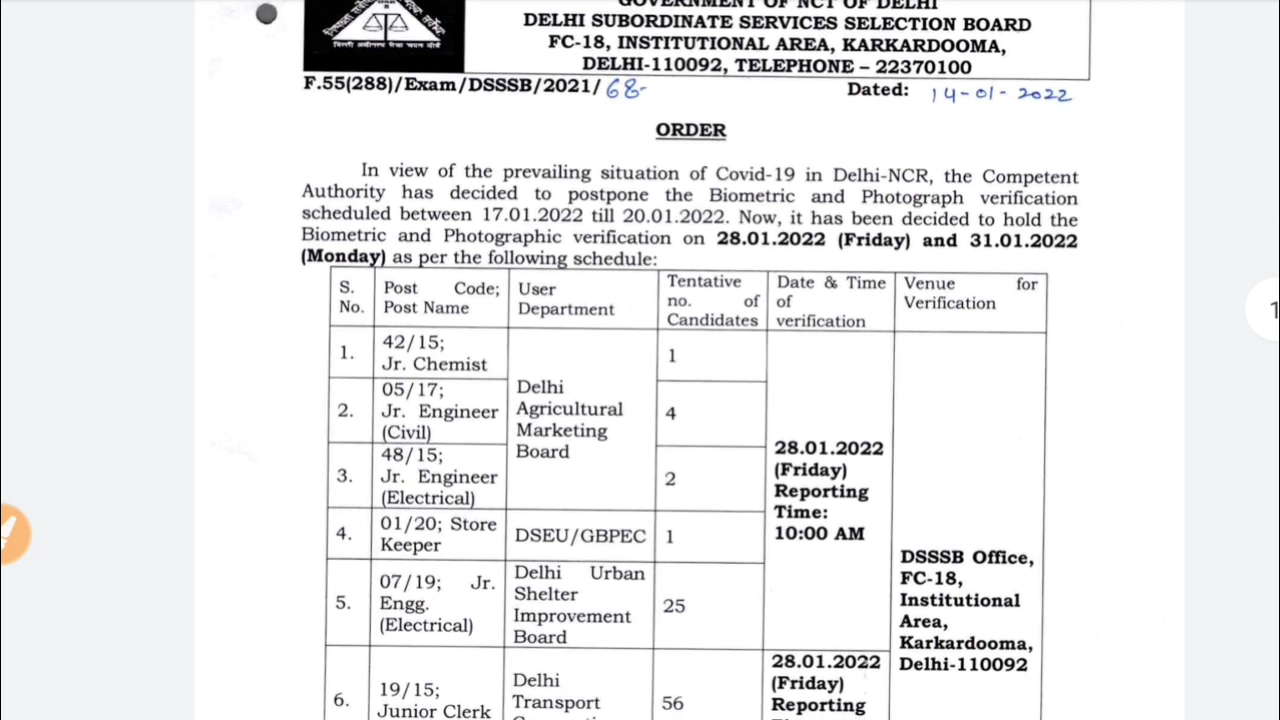 GOVERNMENT OF NCT OF DELHI
DELHI SUBORDINATE SERVICES SELECTION BOARD
FC-18, INSTITUTIONAL AREA, KARKARDOOMA,
DELHI-110092, TELEPHONE – 22370100
F.55(288)/Exam/DSSSB/2021/68-
Dated: 14-01-2022
ORDER
In view of the prevailing situation of Covid-19 in Delhi-NCR, the Competent
Authority has decided to postpone the Biometric and Photograph verification
scheduled between 17.01.2022 till 20.01.2022. Now, it has been decided to hold the
Biometric and Photographic verification on 28.01.2022 (Friday) and 31.01.2022
(Monday) as per the following schedule:
S. No.
Post Code; Post Name
User Department
Tentative no. of Candidates
Date & Time of verification
Venue for Verification
1.
42/15;
Jr. Chemist
Delhi
Agricultural
Marketing
Board
1
2.
05/17;
Jr. Engineer
(Civil)
4
3.
48/15;
Jr. Engineer
(Electrical)
2
28.01.2022
(Friday)
Reporting
Time:
10:00 AM
4.
01/20; Store
Keeper
DSEU/GBPEC
1
5.
07/19; Jr.
Engg.
(Electrical)
Delhi Urban
Shelter
Improvement
Board
25
DSSSB Office,
FC-18,
Institutional
Area,
Karkardooma,
Delhi-110092
6.
19/15;
Junior Clerk
Delhi
Transport
56
28.01.2022
(Friday)
Reporting
1